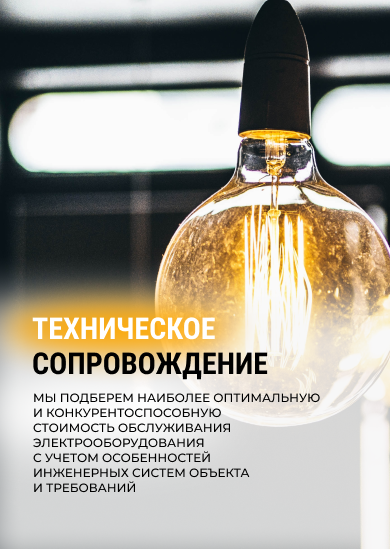 ТЕХНИЧЕСКОЕ
СОПРОВОЖДЕНИЕ
МЫ ПОДБЕРЕМ НАИБОЛЕЕ ОПТИМАЛЬНУЮ
И КОНКУРЕНТОСПОСОБНУЮ
СТОИМОСТЬ ОБСЛУЖИВАНИЯ
ЭЛЕКТРООБОРУДОВАНИЯ
С УЧЕТОМ ОСОБЕННОСТЕЙ
ИНЖЕНЕРНЫХ СИСТЕМ ОБЪЕКТА
И ТРЕБОВАНИЙ